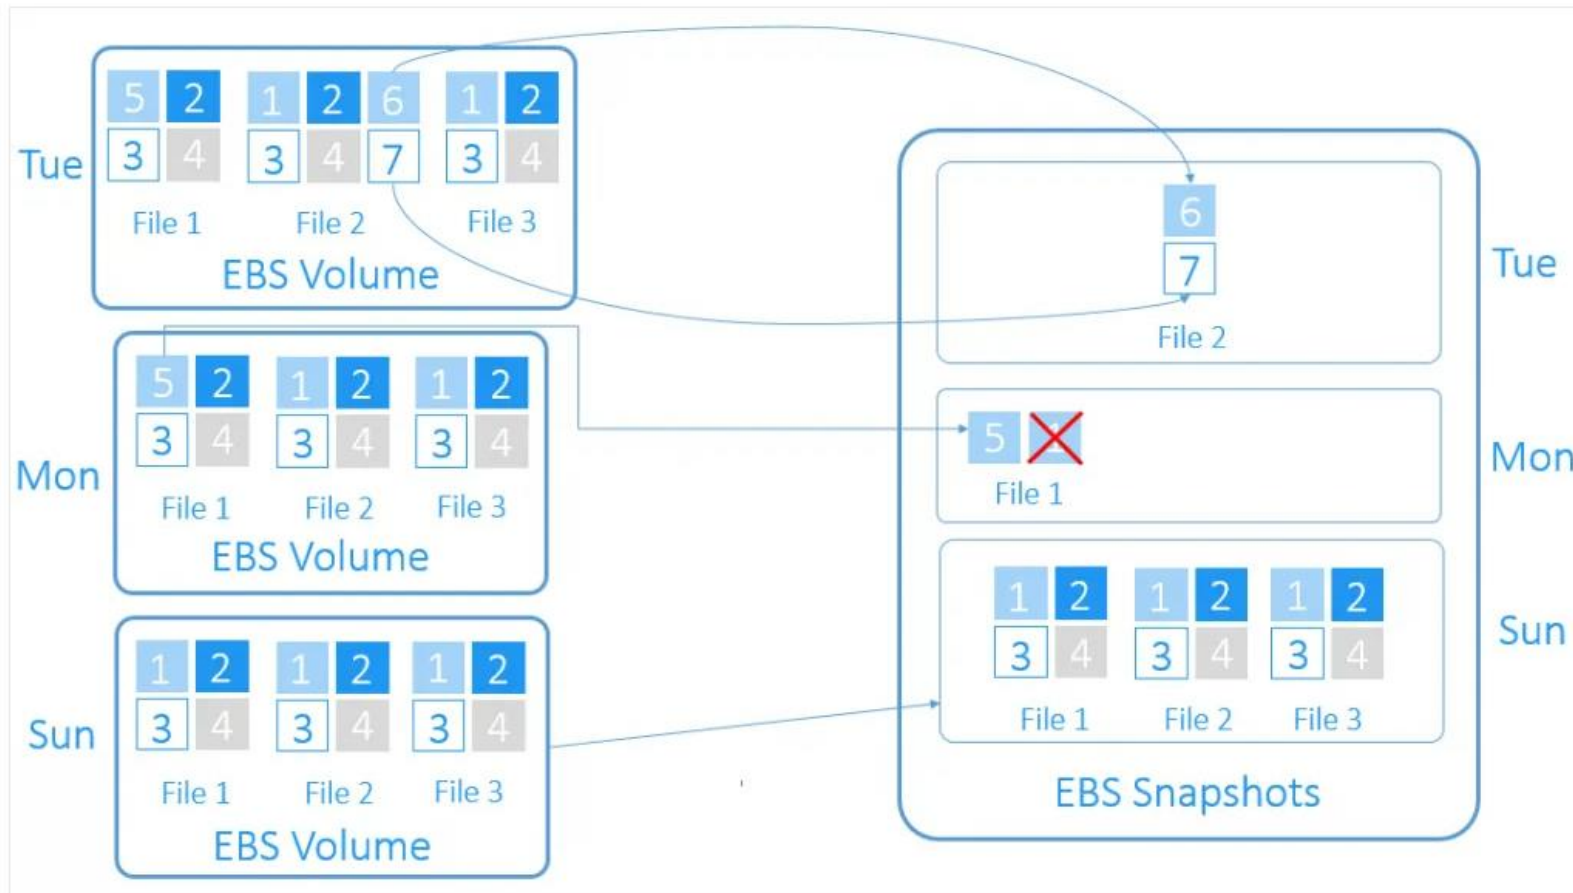 5 2 1 2 6 1 2
Tue 3 4 3 4 7 3 4
File 1 File 2 File 3
EBS Volume
5 2 1 2 1 2
3 4 3 4 3 4
Mon
File 1 File 2 File 3
EBS Volume
1 2 1 2 1 2
Sun 3 4 3 4 3 4
File 1 File 2 File 3
EBS Volume
6
7 Tue
File 2
5 1 Mon
File 1
1 2 1 2 1 2
3 4 3 4 3 4 Sun
File 1 File 2 File 3
EBS Snapshots